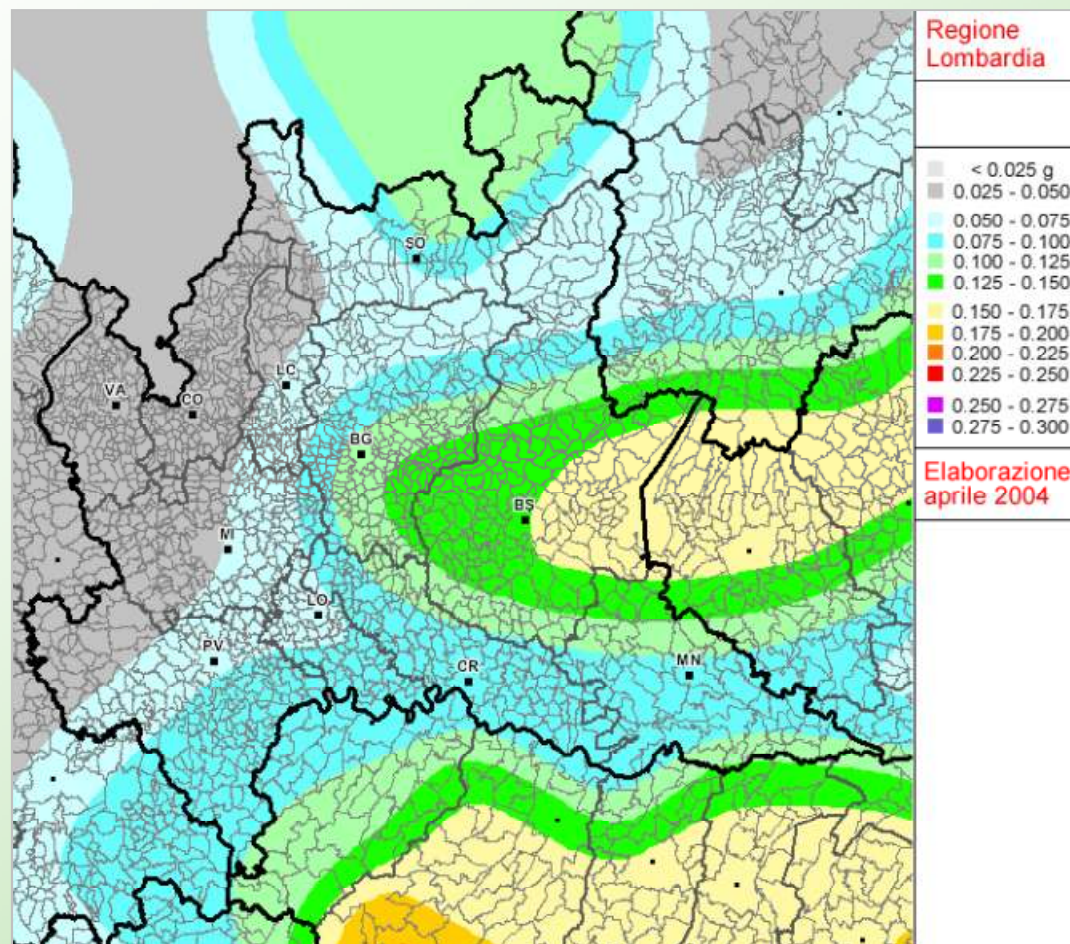 Regione
Lombardia
< 0.025 g
0.025 - 0.050
0.050 - 0.075
0.075 - 0.100
0.100 - 0.125
0.125 - 0.150
0.150 - 0.175
0.175 - 0.200
0.200 - 0.225
0.225 - 0.250
0.250 - 0.275
0.275 - 0.300
Elaborazione
aprile 2004
SO
LC
VA
CO
BG
BS
MI
LO
PV
CR
MN